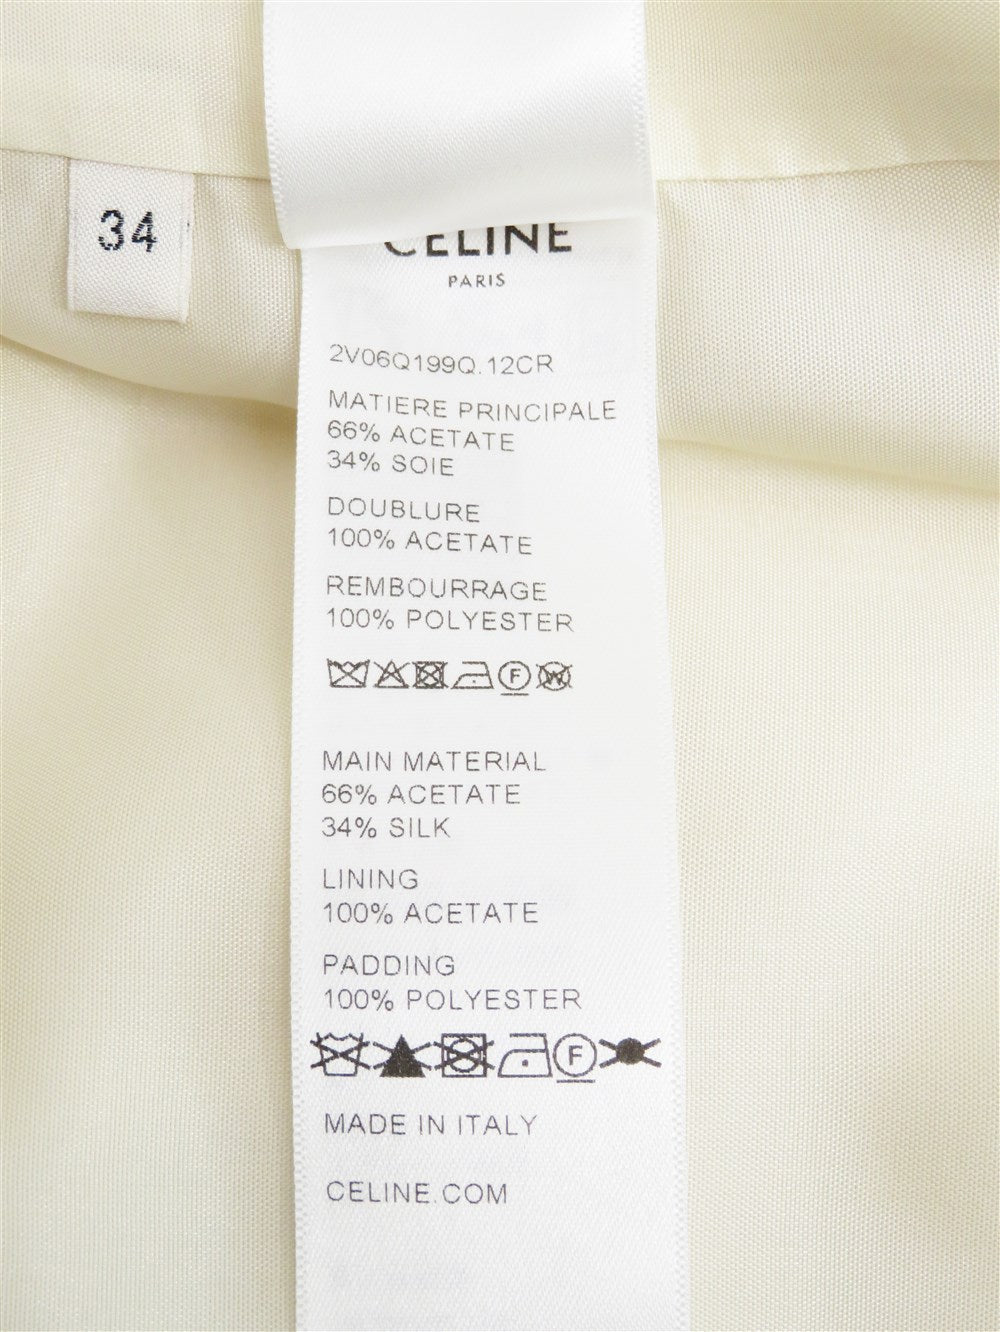 34
CELINE
PARIS
2V06Q199Q.12CR
MATIERE PRINCIPALE
66% ACETATE
34% SOIE
DOUBLURE
100% ACETATE
REMBOURRAGE
100% POLYESTER
F W
MAIN MATERIAL
66% ACETATE
34% SILK
LINING
100% ACETATE
PADDING
100% POLYESTER
F
MADE IN ITALY
CELINE.COM